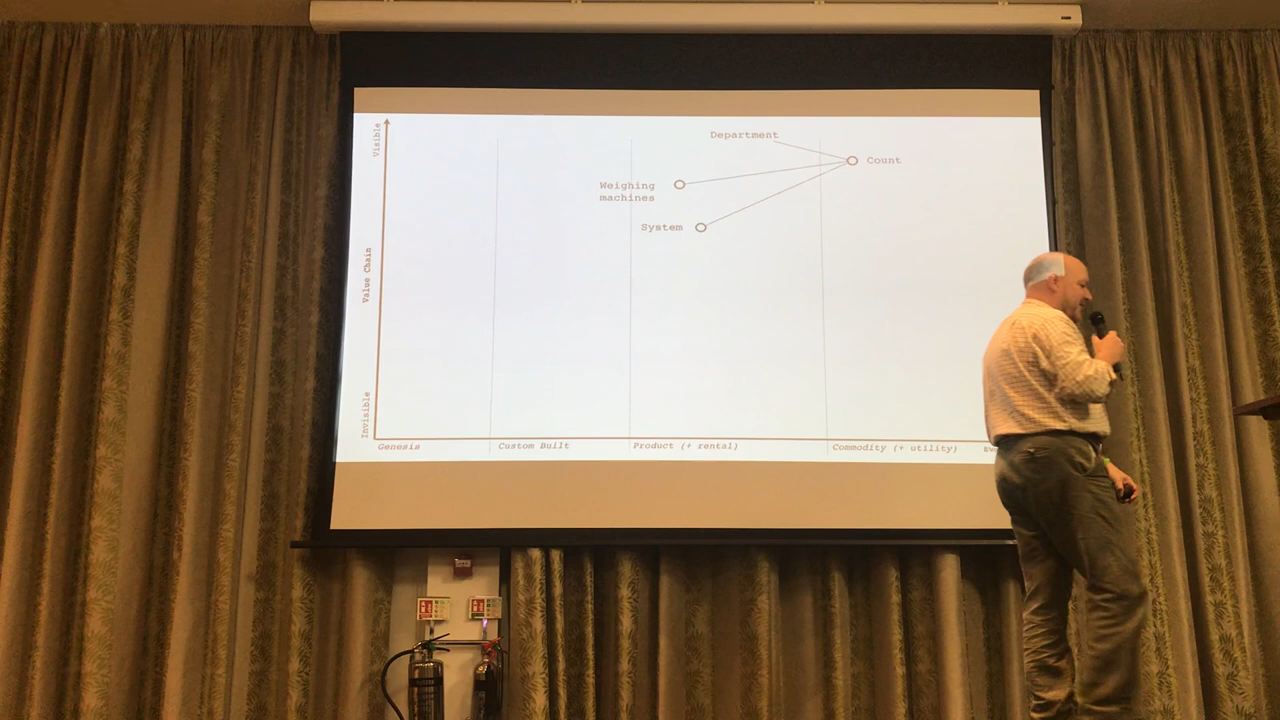 Visible
Department
Count
Weighing
machines
System
Value Chain
Invisible
Genesis
Custom Built
Product (+ rental)
Commodity (+ utility)